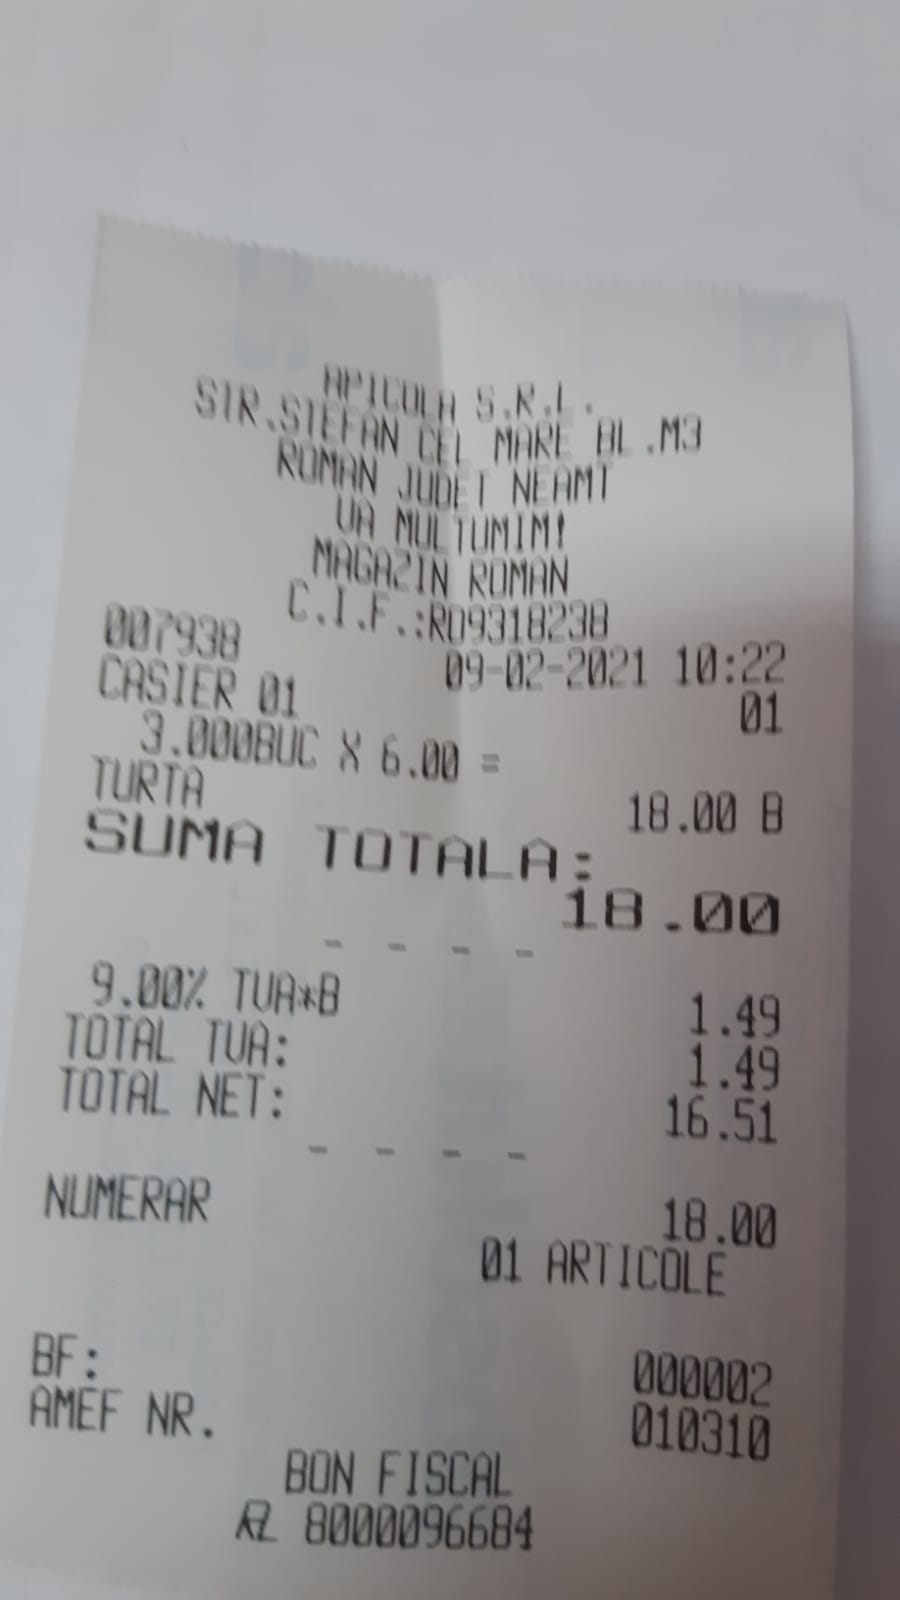 APICOLA S.R.L.
STR.STEFAN CEL MARE BL.M3
ROMAN JUDET NEAMT
VA MULTUMIM!
MAGAZIN ROMAN
C.I.F.:RO9318238
007938 09-02-2021 10:22
CASIER 01 01
3.000BUC X 6.00 =
TURTA 18.00 B
SUMA TOTALA:
18.00
- - - -
9.00% TVA*B 1.49
TOTAL TVA: 1.49
TOTAL NET: 16.51
- - - -
NUMERAR 18.00
01 ARTICOLE
BF: 000002
AMEF NR. 010310
BON FISCAL
8000096684